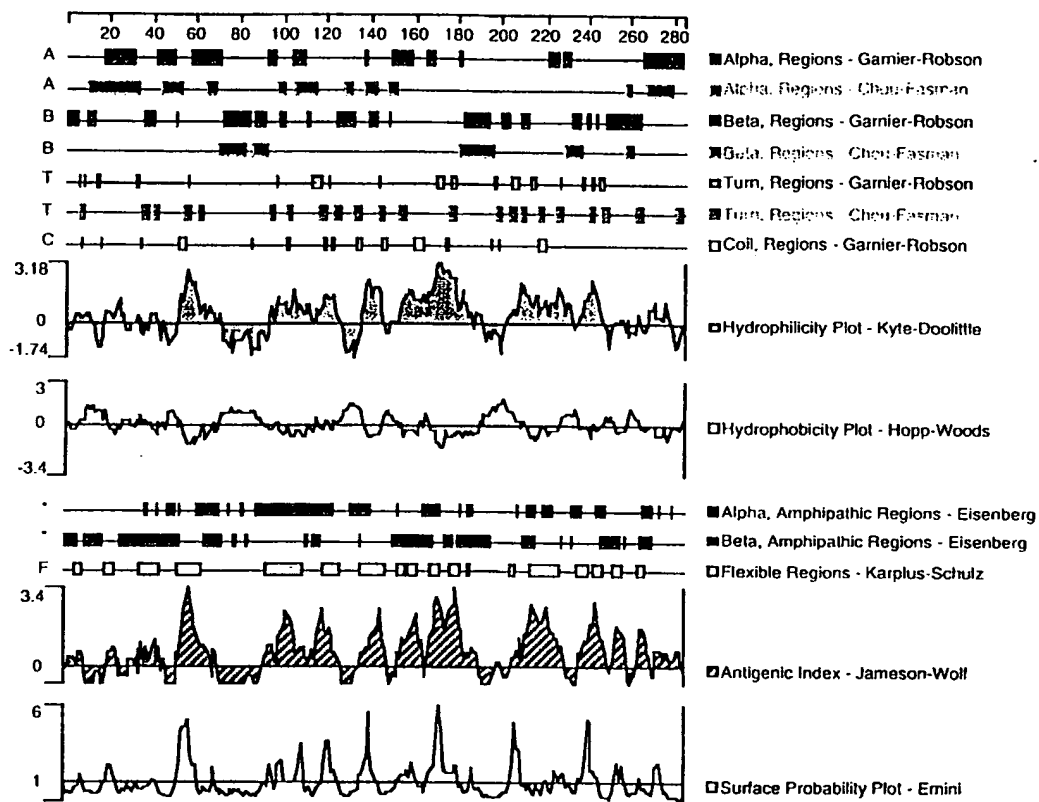 20 40 60 80 100 120 140 160 180 200 220 240 260 280
A Alpha, Regions - Garnier-Robson
A Alpha, Regions - Chou-Fasman
B Beta, Regions - Garnier-Robson
B Beta, Regions - Chou-Fasman
T Turn, Regions - Garnier-Robson
T Turn, Regions - Chou-Fasman
C Coil, Regions - Garnier-Robson
3.18
0 Hydrophilicity Plot - Kyte-Doolittle
-1.74
3
0 Hydrophobicity Plot - Hopp-Woods
-3.4
* Alpha, Amphipathic Regions - Eisenberg
* Beta, Amphipathic Regions - Eisenberg
F Flexible Regions - Karplus-Schulz
3.4
0 Antigenic Index - Jameson-Wolf
6
1 Surface Probability Plot - Emini